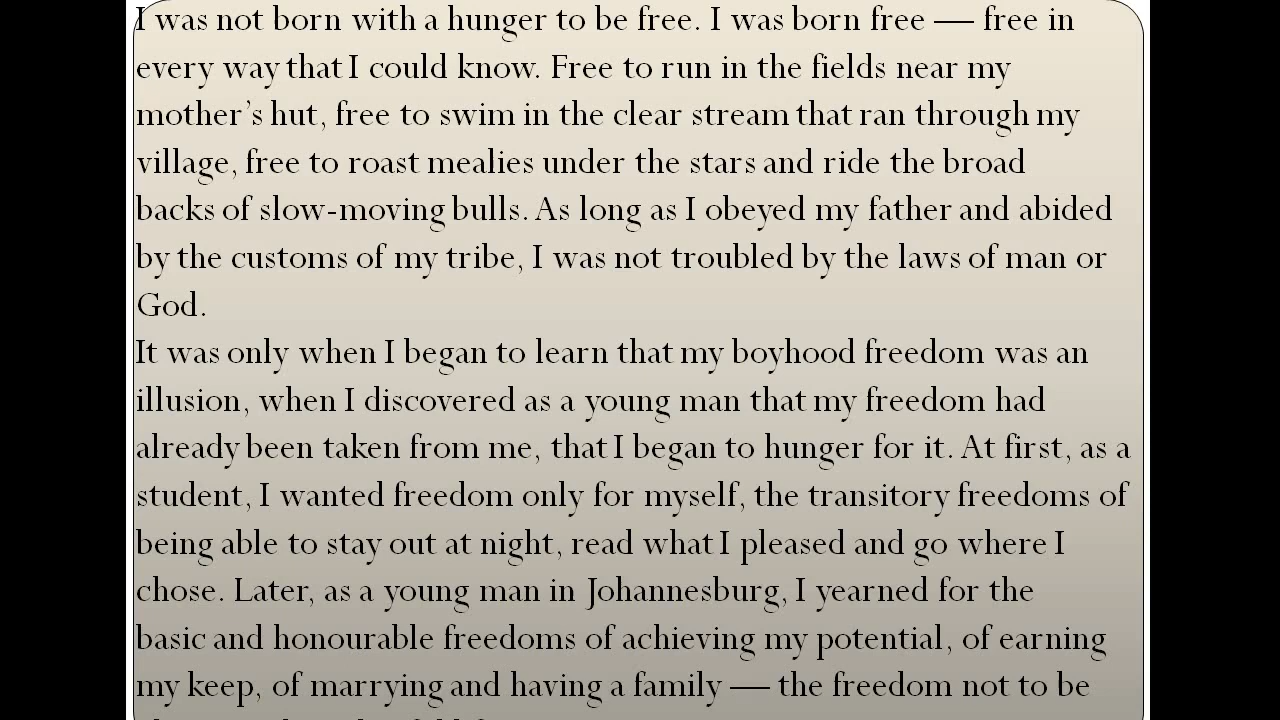 I was not born with a hunger to be free. I was born free — free in
every way that I could know. Free to run in the fields near my
mother’s hut, free to swim in the clear stream that ran through my
village, free to roast mealies under the stars and ride the broad
backs of slow-moving bulls. As long as I obeyed my father and abided
by the customs of my tribe, I was not troubled by the laws of man or
God.
It was only when I began to learn that my boyhood freedom was an
illusion, when I discovered as a young man that my freedom had
already been taken from me, that I began to hunger for it. At first, as a
student, I wanted freedom only for myself, the transitory freedoms of
being able to stay out at night, read what I pleased and go where I
chose. Later, as a young man in Johannesburg, I yearned for the
basic and honourable freedoms of achieving my potential, of earning
my keep, of marrying and having a family — the freedom not to be